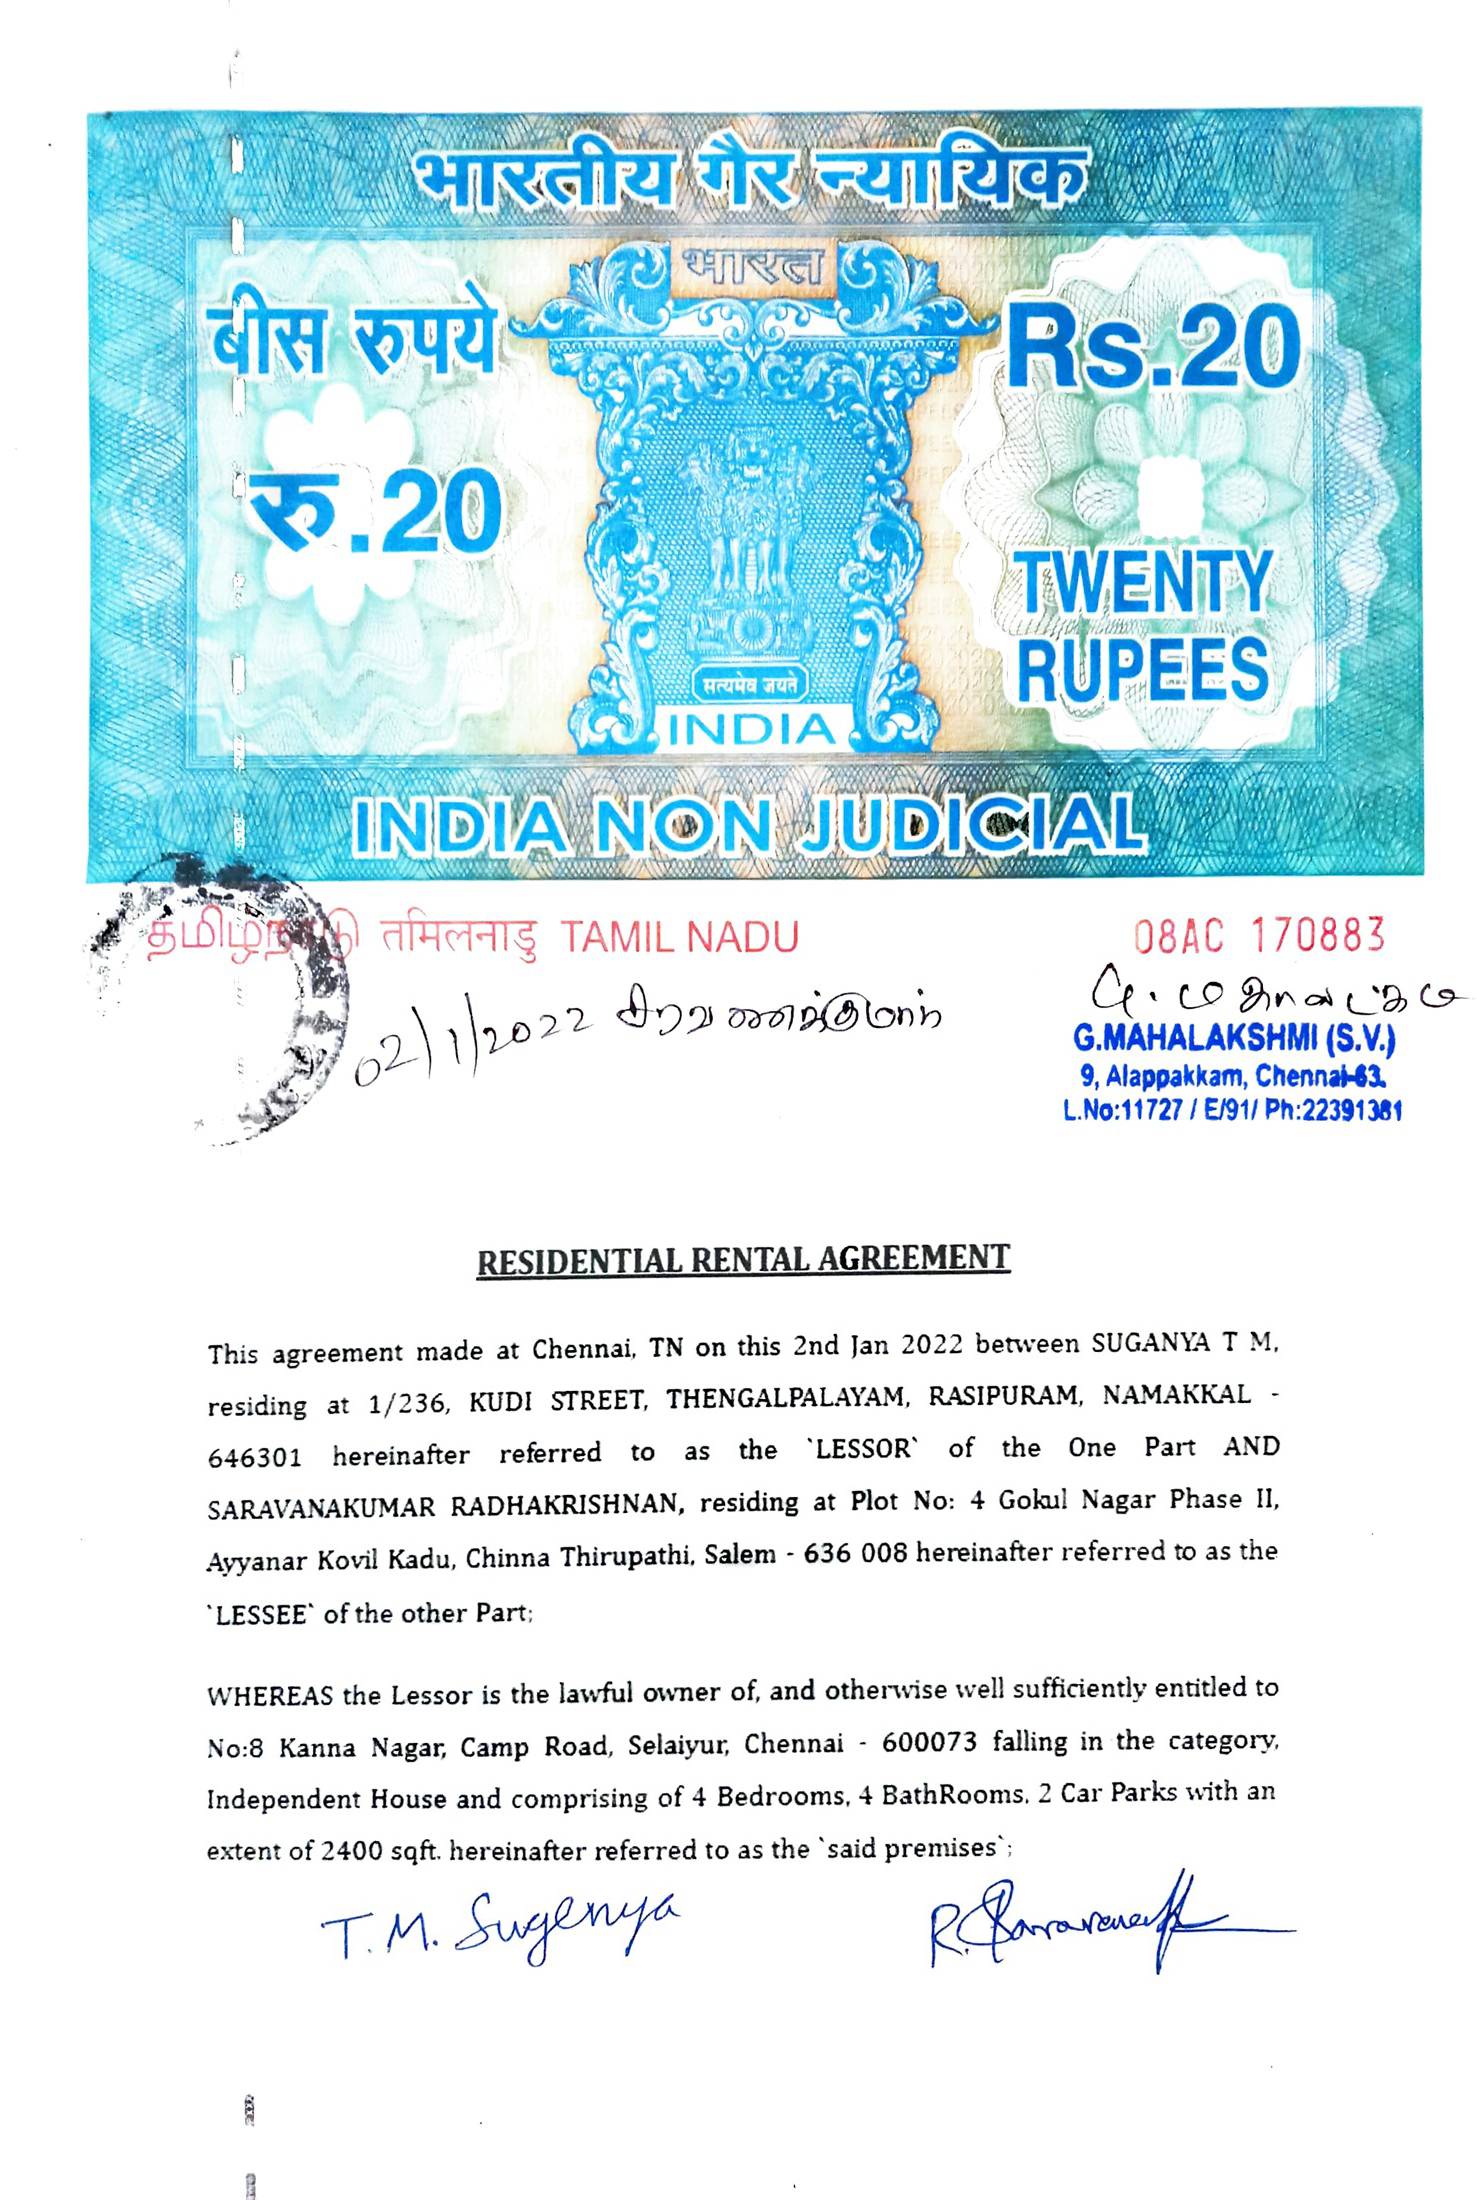 भारतीय गैर न्यायिक
भारत
बीस रुपये
Rs.20
रु.20
TWENTY
RUPEES
सत्यमेव जयते
INDIA
INDIA NON JUDICIAL
தமிழ்நாடு तमिलनाडु TAMIL NADU
08AC 170883
02/1/2022 சரவணக்குமார்
G.MAHALAKSHMI (S.V.)
9, Alappakkam, Chennai-63.
L.No:11727 / E/91/ Ph:22391381
RESIDENTIAL RENTAL AGREEMENT
This agreement made at Chennai, TN on this 2nd Jan 2022 between SUGANYA T M,
residing at 1/236, KUDI STREET, THENGALPALAYAM, RASIPURAM, NAMAKKAL -
646301 hereinafter referred to as the `LESSOR` of the One Part AND
SARAVANAKUMAR RADHAKRISHNAN, residing at Plot No: 4 Gokul Nagar Phase II,
Ayyanar Kovil Kadu, Chinna Thirupathi, Salem - 636 008 hereinafter referred to as the
`LESSEE` of the other Part;
WHEREAS the Lessor is the lawful owner of, and otherwise well sufficiently entitled to
No:8 Kanna Nagar, Camp Road, Selaiyur, Chennai - 600073 falling in the category,
Independent House and comprising of 4 Bedrooms, 4 BathRooms, 2 Car Parks with an
extent of 2400 sqft. hereinafter referred to as the `said premises`;
T.M. Sugenya